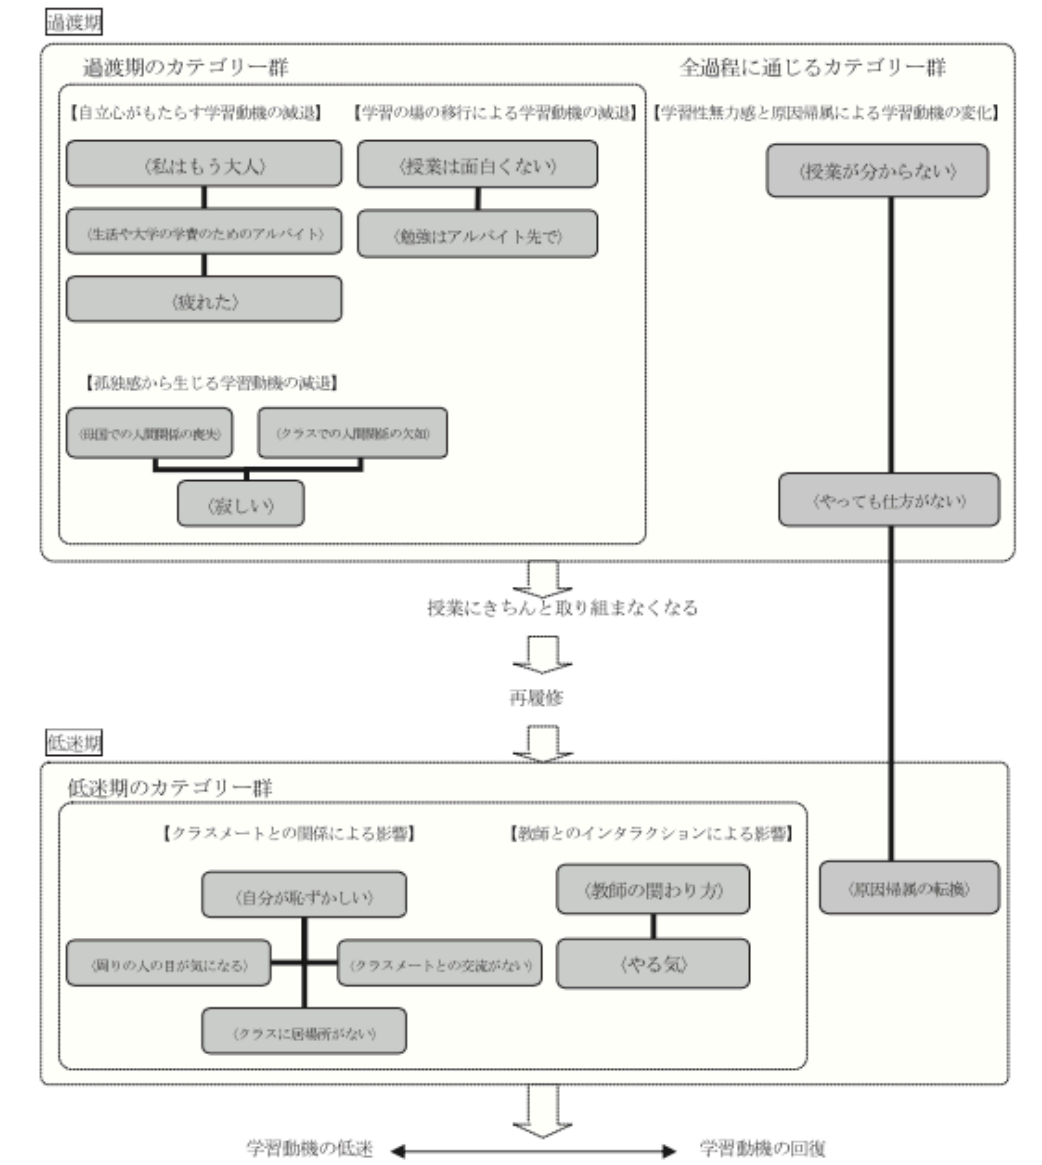 過渡期
過渡期のカテゴリー群
全過程に通じるカテゴリー群
【自立心がもたらす学習動機の減退】
【学習の場の移行による学習動機の減退】
【学習性無力感と原因帰属による学習動機の変化】
〈私はもう大人〉
〈授業は面白くない〉
〈授業が分からない〉
〈生活や大学の学費のためのアルバイト〉
〈勉強はアルバイト先で〉
〈疲れた〉
【孤独感から生じる学習動機の減退】
〈母国での人間関係の喪失〉
〈クラスでの人間関係の欠如〉
〈寂しい〉
〈やっても仕方がない〉
授業にきちんと取り組まなくなる
再履修
低迷期
低迷期のカテゴリー群
【クラスメートとの関係による影響】
【教師とのインタラクションによる影響】
〈自分が恥ずかしい〉
〈教師の関わり方〉
〈原因帰属の転換〉
〈周りの人の目が気になる〉
〈クラスメートとの交流がない〉
〈やる気〉
〈クラスに居場所がない〉
学習動機の低迷
学習動機の回復